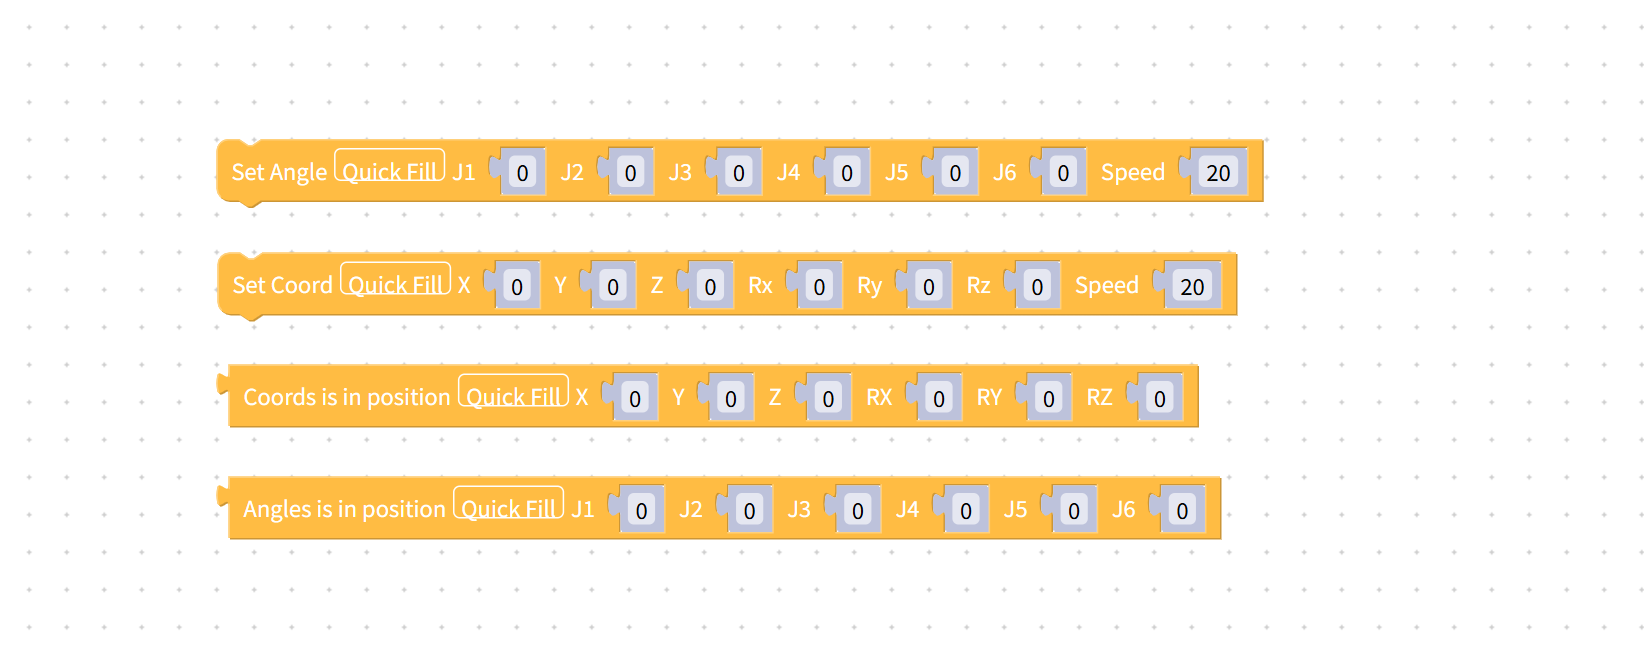 Set Angle Quick Fill J1 0 J2 0 J3 0 J4 0 J5 0 J6 0 Speed 20
Set Coord Quick Fill X 0 Y 0 Z 0 Rx 0 Ry 0 Rz 0 Speed 20
Coords is in position Quick Fill X 0 Y 0 Z 0 RX 0 RY 0 RZ 0
Angles is in position Quick Fill J1 0 J2 0 J3 0 J4 0 J5 0 J6 0